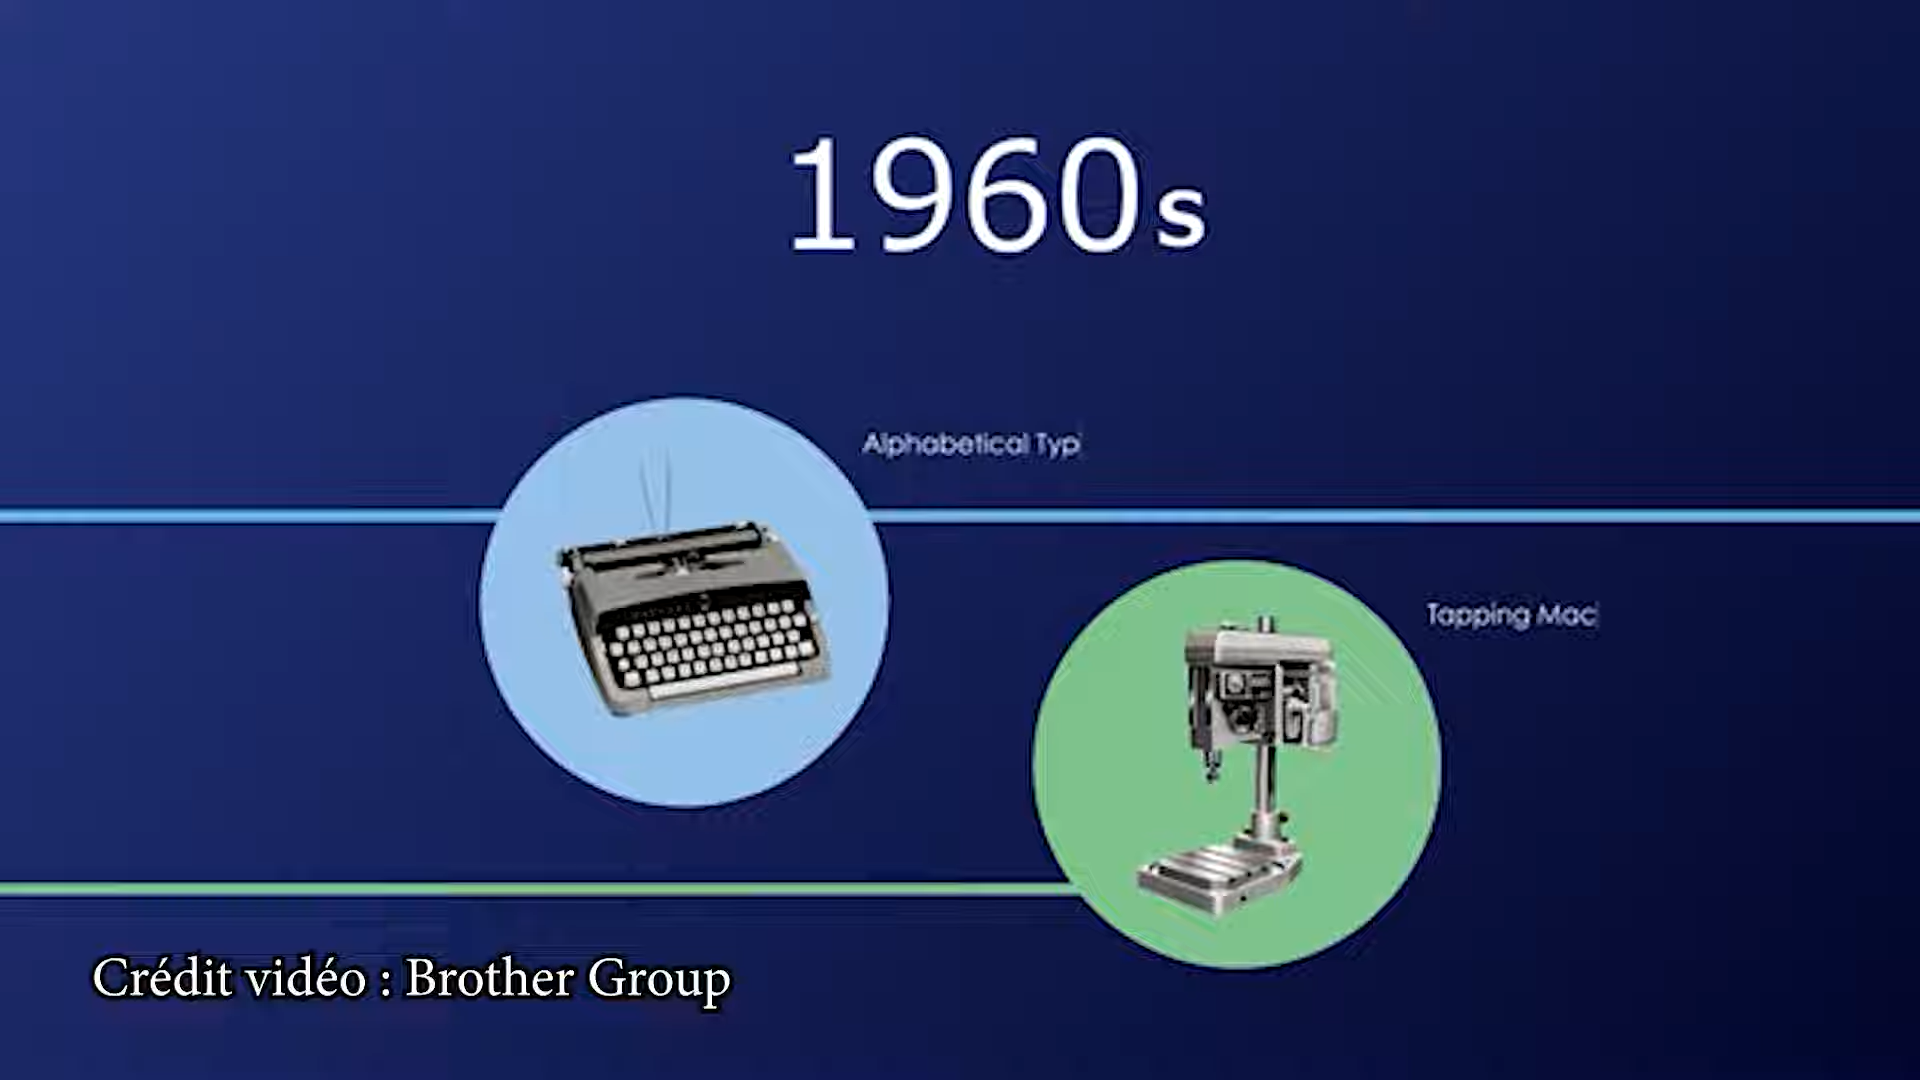 1960s
Alphabetical Typ
Tapping Mac
Crédit vidéo : Brother Group